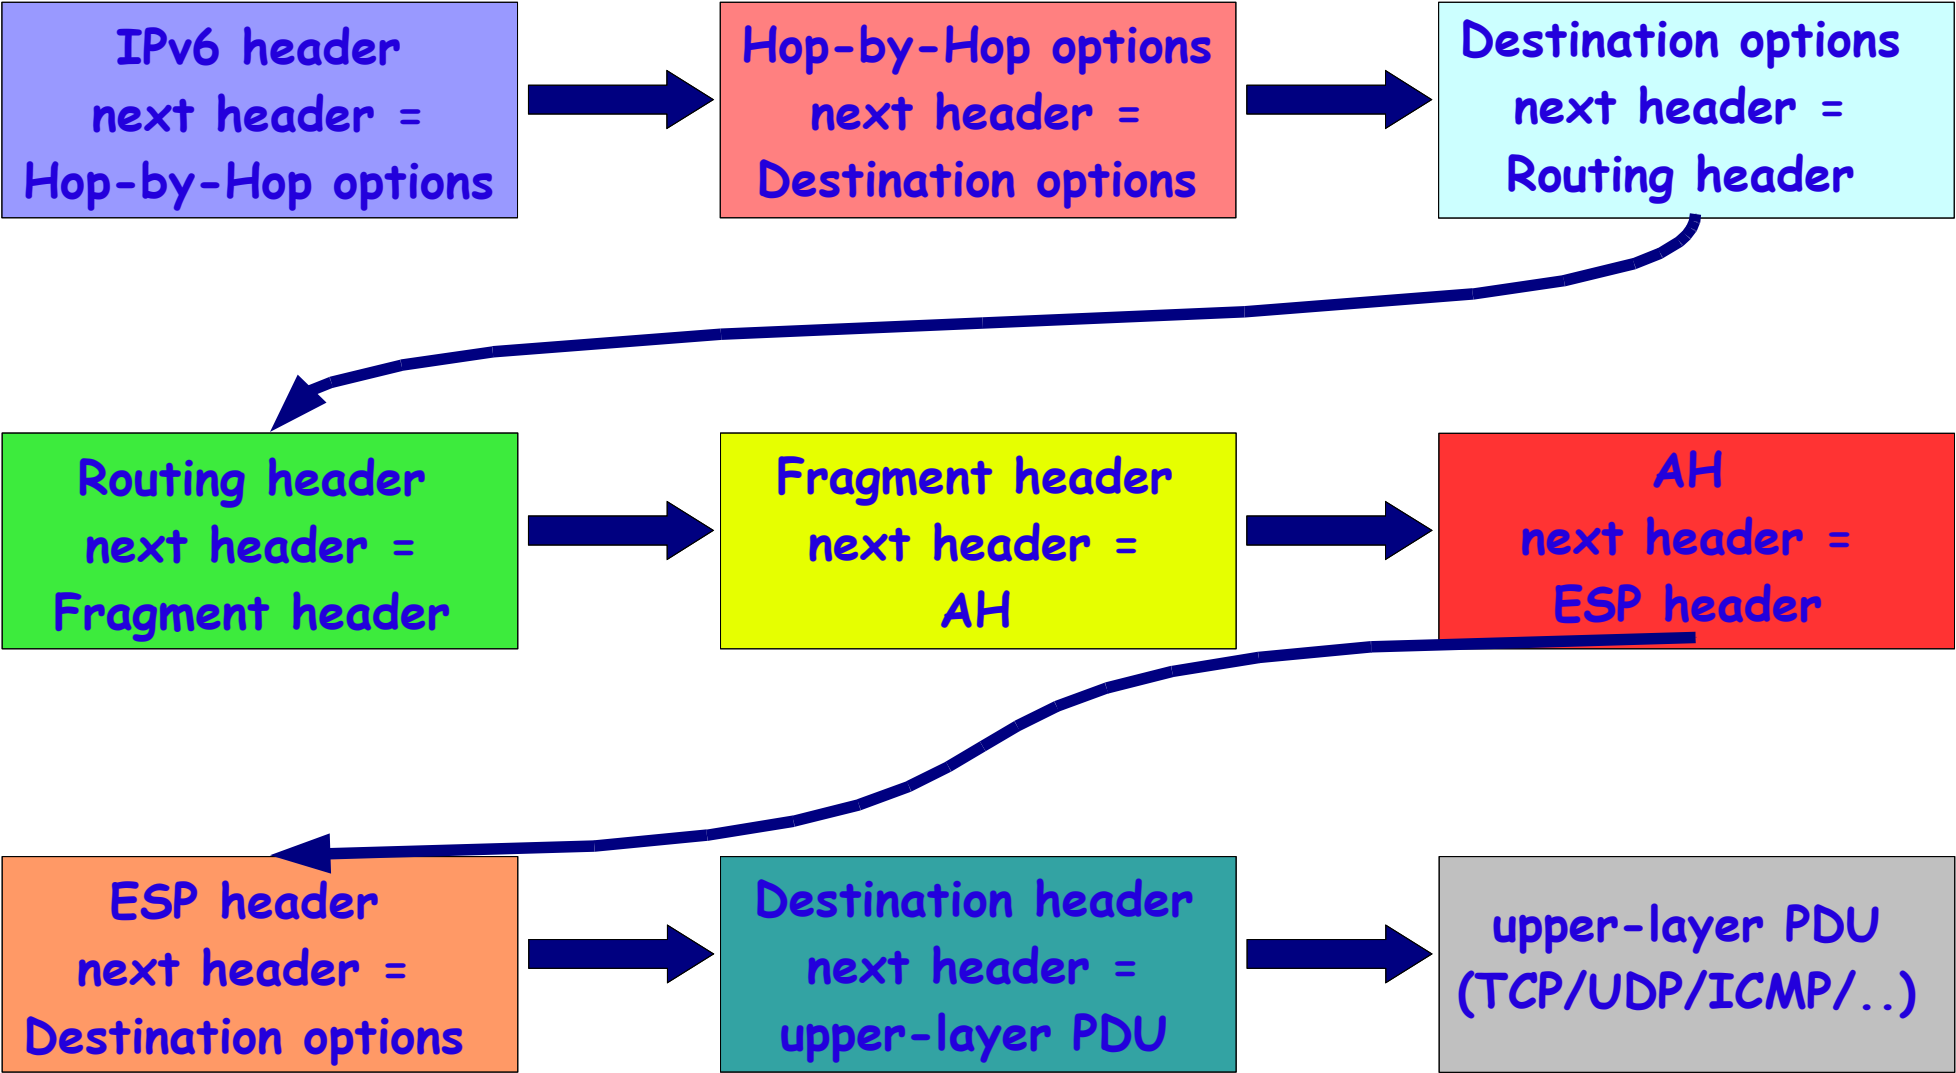 IPv6 header
next header =
Hop-by-Hop options
Hop-by-Hop options
next header =
Destination options
Destination options
next header =
Routing header
Routing header
next header =
Fragment header
Fragment header
next header =
AH
AH
next header =
ESP header
ESP header
next header =
Destination options
Destination header
next header =
upper-layer PDU
upper-layer PDU
(TCP/UDP/ICMP/..)